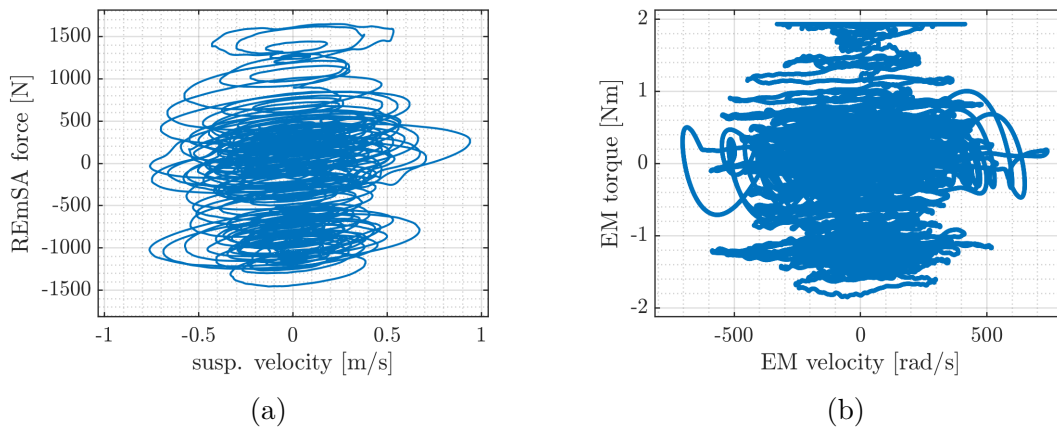 1500
1000
500
0
-500
-1000
-1500
REmSA force [N]
-1 -0.5 0 0.5 1
susp. velocity [m/s]
(a)
2
1
0
-1
-2
EM torque [Nm]
-500 0 500
EM velocity [rad/s]
(b)